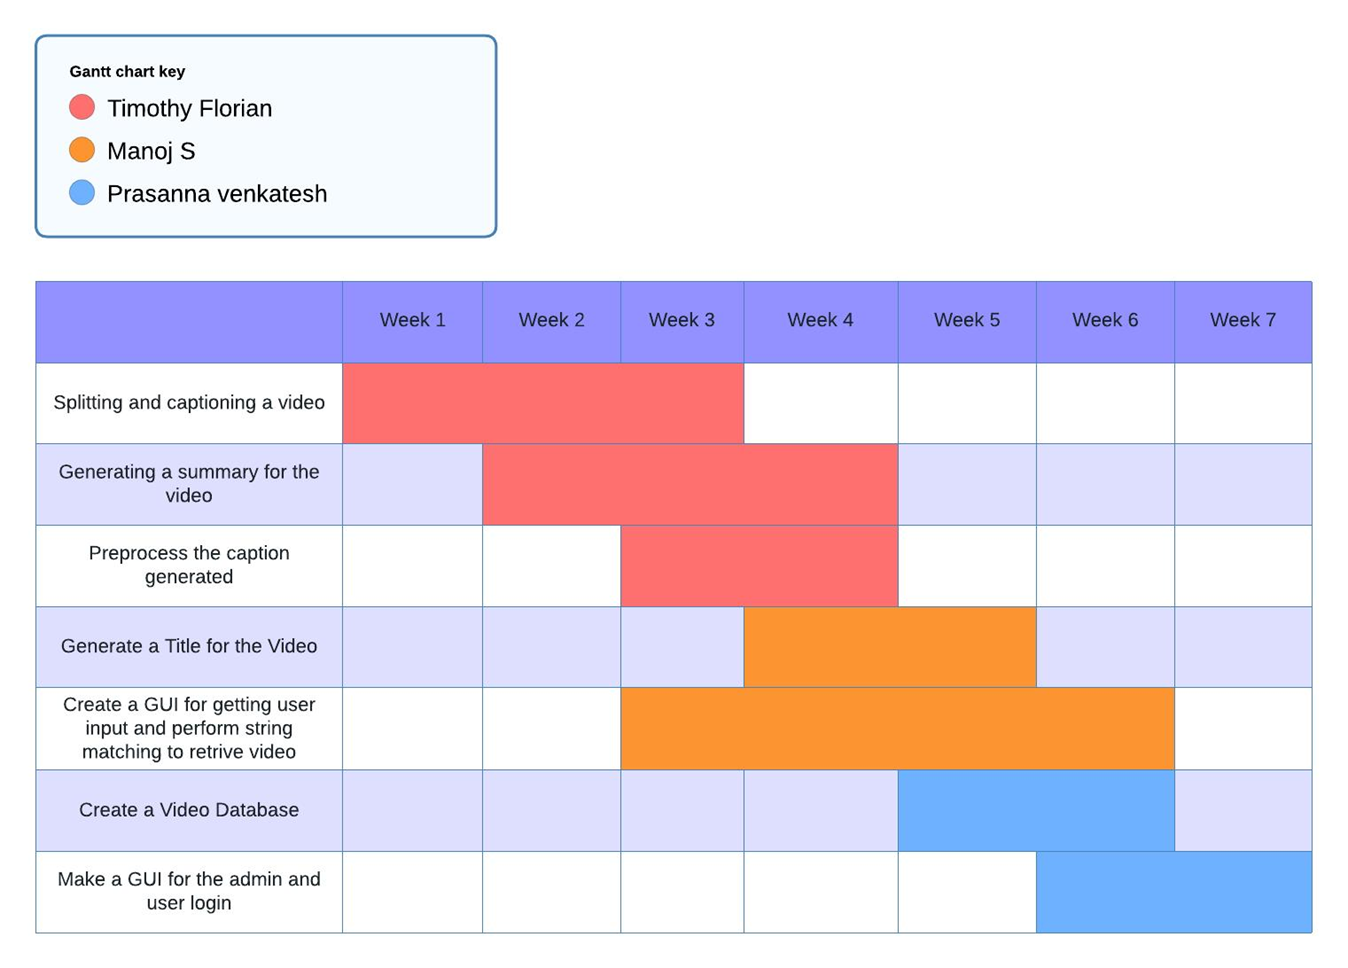 Gantt chart key
Timothy Florian
Manoj S
Prasanna venkatesh
Week 1
Week 2
Week 3
Week 4
Week 5
Week 6
Week 7
Splitting and captioning a video
Generating a summary for the
video
Preprocess the caption
generated
Generate a Title for the Video
Create a GUI for getting user
input and perform string
matching to retrive video
Create a Video Database
Make a GUI for the admin and
user login